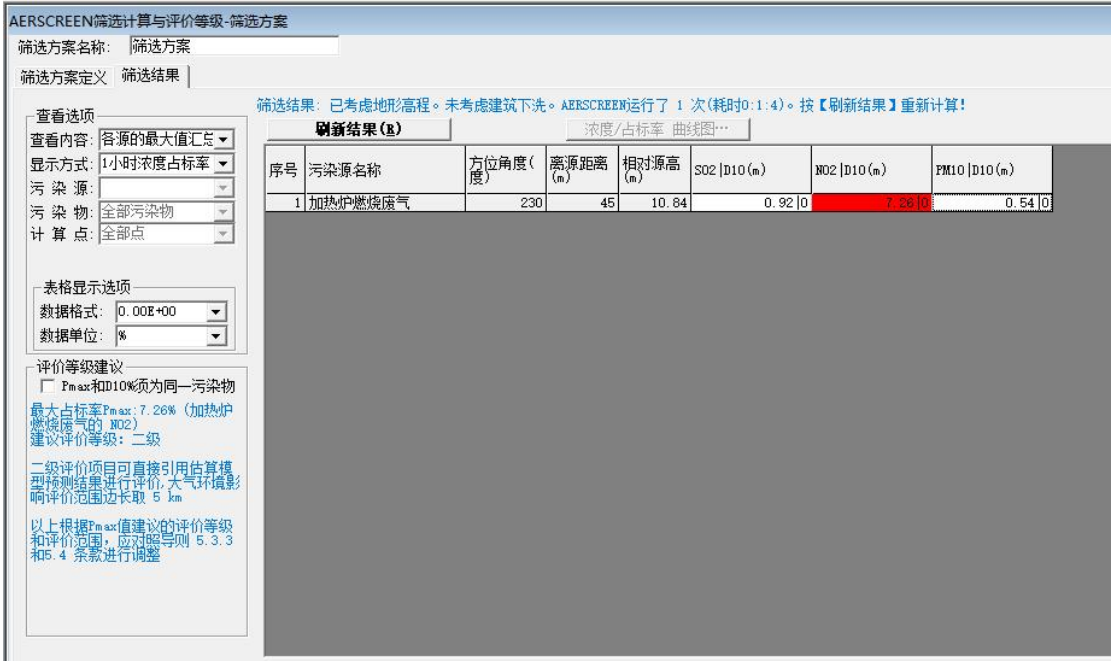 AERSCREEN筛选计算与评价等级-筛选方案
筛选方案名称: 筛选方案
筛选方案定义 筛选结果
筛选结果: 已考虑地形高程。未考虑建筑下洗。AERSCREEN运行了 1 次(耗时0:1:4)。按【刷新结果】重新计算!
刷新结果(R) 浓度/占标率 曲线图…
查看选项
查看内容: 各源的最大值汇总
显示方式: 1小时浓度占标率
污 染 源:
污 染 物: 全部污染物
计 算 点: 全部点
序号 污染源名称 方位角度(度) 离源距离(m) 相对源高(m) SO2|D10(m) NO2|D10(m) PM10|D10(m)
1 加热炉燃烧废气 230 45 10.84 0.92|0 7.26|0 0.54|0
表格显示选项
数据格式: 0.00E+00
数据单位: %
评价等级建议
Pmax和D10%须为同一污染物
最大占标率Pmax:7.26% (加热炉
燃烧废气的 NO2)
建议评价等级: 二级
二级评价项目可直接引用估算模
型预测结果进行评价,大气环境影
响评价范围边长取 5 km
以上根据Pmax值建议的评价等级
和评价范围, 应对照导则 5.3.3
和5.4 条款进行调整